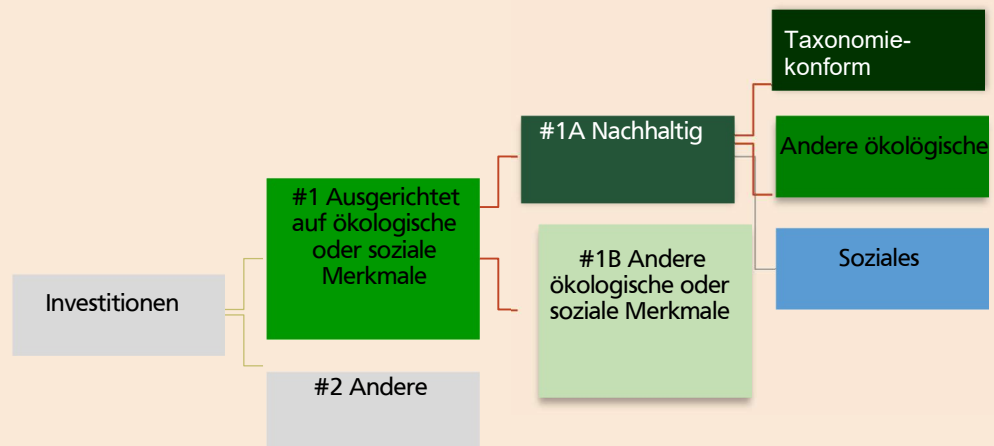 Investitionen
#1 Ausgerichtet
auf ökologische
oder soziale
Merkmale
#2 Andere
#1A Nachhaltig
#1B Andere
ökologische oder
soziale Merkmale
Taxonomie-
konform
Andere ökológische
Soziales